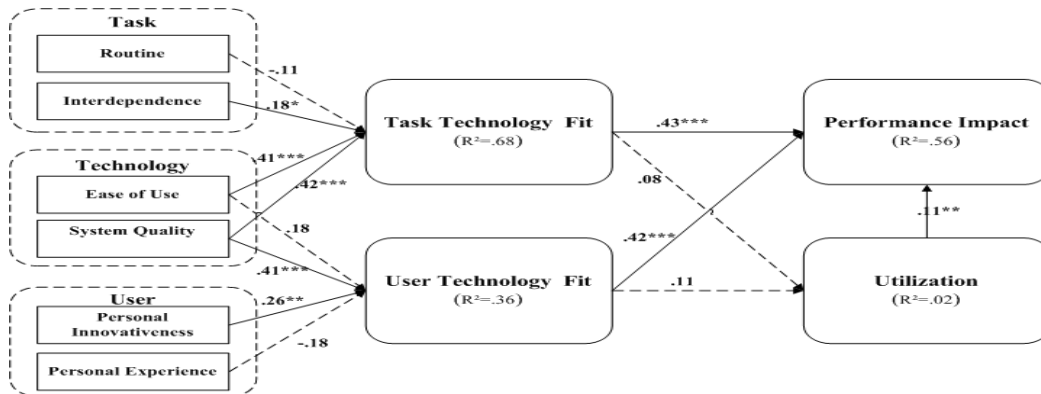 Task
Routine
Interdependence
-.11
.18*
Technology
Ease of Use
System Quality
.41***
.42***
.18
.41***
User
Personal
Innovativeness
Personal Experience
.26**
-.18
Task Technology Fit
(R²=.68)
User Technology Fit
(R²=.36)
.43***
.08
.42***
.11
Performance Impact
(R²=.56)
.11**
Utilization
(R²=.02)